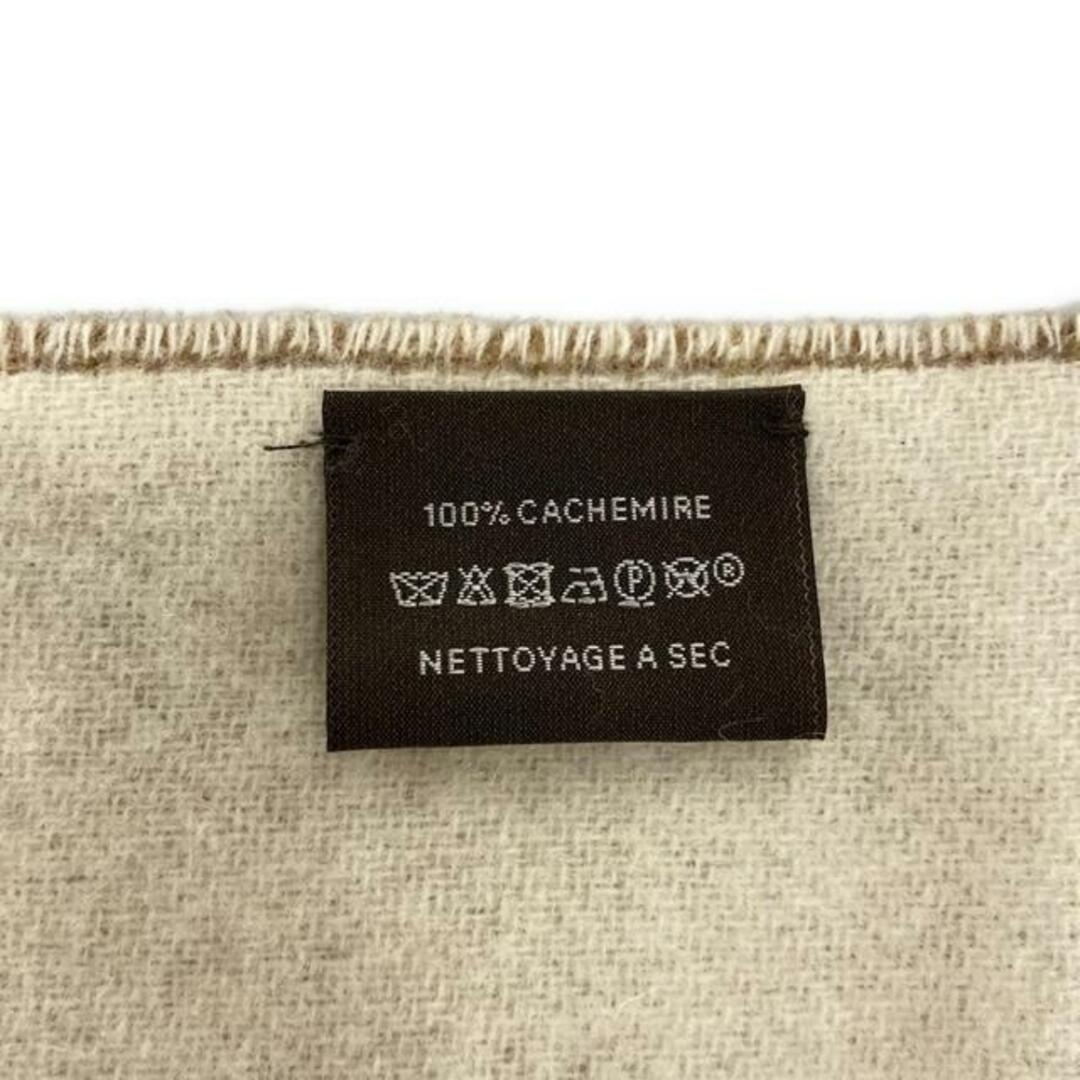 100% CACHEMIRE
P W ®
NETTOYAGE A SEC